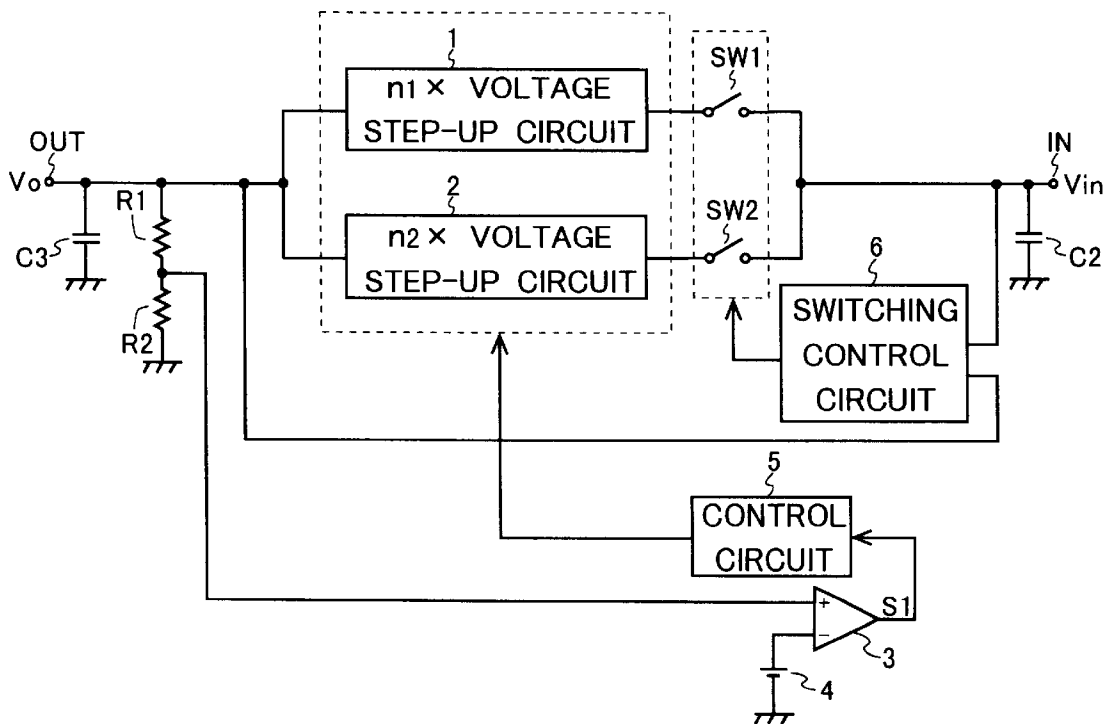 1
n1× VOLTAGE
STEP-UP CIRCUIT
SW1
OUT
Vo
IN
Vin
R1
C3
R2
2
n2× VOLTAGE
STEP-UP CIRCUIT
SW2
C2
6
SWITCHING
CONTROL
CIRCUIT
5
CONTROL
CIRCUIT
+
−
S1
3
4